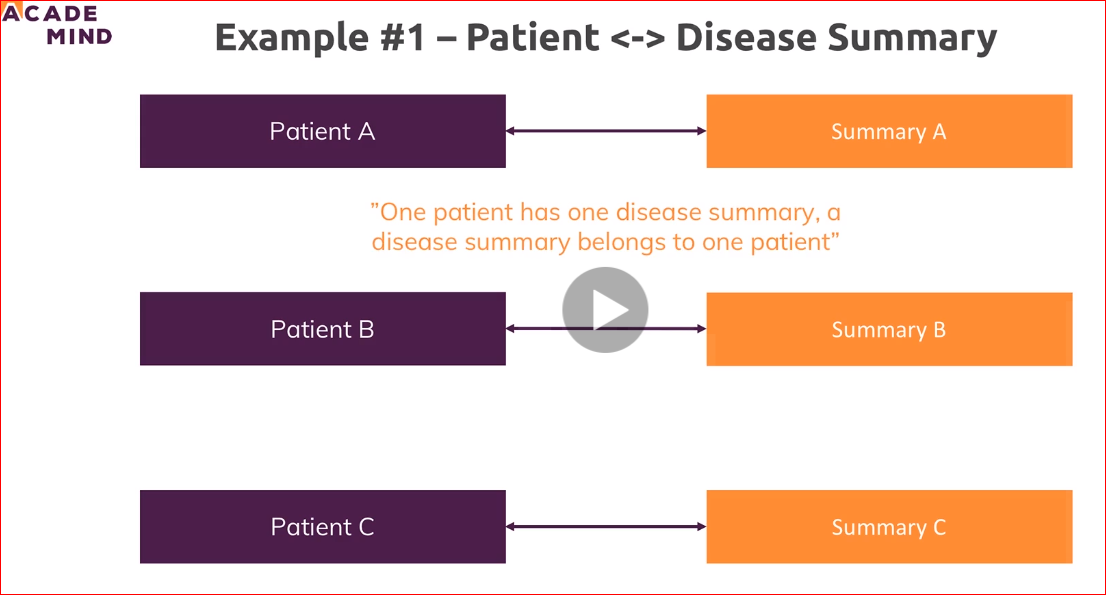 ACADE
MIND
Example #1 – Patient <-> Disease Summary
Patient A
Summary A
”One patient has one disease summary, a
disease summary belongs to one patient”
Patient B
Summary B
Patient C
Summary C